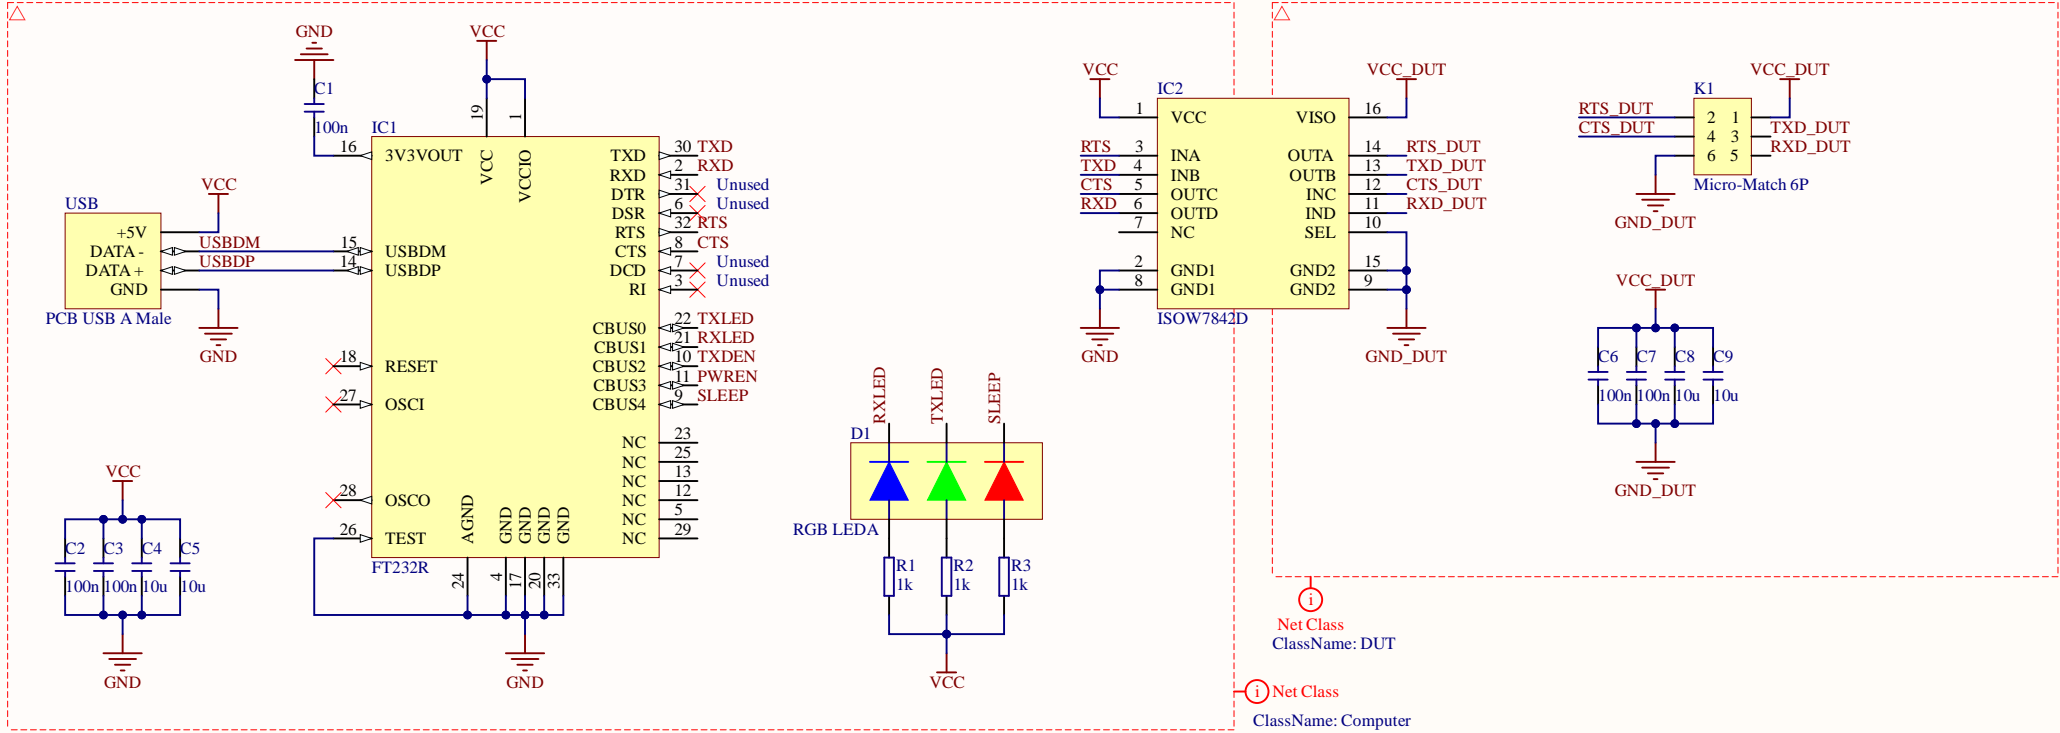 GND
C1
100n
VCC
19
1
IC1
16
3V3VOUT
VCC
VCCIO
TXD
30
TXD
RXD
2
RXD
DTR
31
Unused
DSR
6
Unused
RTS
32
RTS
CTS
8
CTS
DCD
7
Unused
RI
3
Unused
CBUS0
22
TXLED
CBUS1
21
RXLED
CBUS2
10
TXDEN
CBUS3
11
PWREN
CBUS4
9
SLEEP
NC
23
NC
25
NC
13
NC
12
NC
5
NC
29
VCC
USB
+5V
DATA -
USBDM
15
USBDM
DATA +
USBDP
14
USBDP
GND
PCB USB A Male
GND
18
RESET
27
OSCI
28
OSCO
26
TEST
AGND
GND
GND
GND
GND
FT232R
24
4
17
20
33
GND
VCC
C2
C3
C4
C5
100n
100n
10u
10u
GND
RXLED
TXLED
SLEEP
D1
RGB LEDA
R1
1k
R2
1k
R3
1k
VCC
VCC
IC2
VCC_DUT
1
VCC
VISO
16
RTS
3
INA
OUTA
14
RTS_DUT
TXD
4
INB
OUTB
13
TXD_DUT
CTS
5
OUTC
INC
12
CTS_DUT
RXD
6
OUTD
IND
11
RXD_DUT
7
NC
SEL
10
2
GND1
GND2
15
8
GND1
GND2
9
ISOW7842D
GND
GND_DUT
VCC_DUT
K1
RTS_DUT
2
1
CTS_DUT
4
3
TXD_DUT
6
5
RXD_DUT
Micro-Match 6P
GND_DUT
VCC_DUT
C6
C7
C8
C9
100n
100n
10u
10u
GND_DUT
i
Net Class
ClassName: DUT
i
Net Class
ClassName: Computer